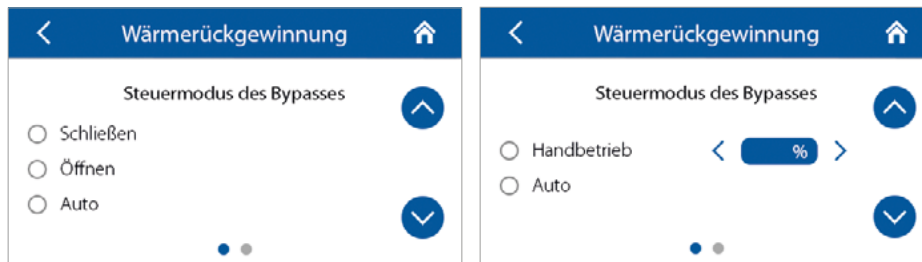 Wärmerückgewinnung
Steuermodus des Bypasses
Schließen
Öffnen
Auto
Wärmerückgewinnung
Steuermodus des Bypasses
Handbetrieb %
Auto